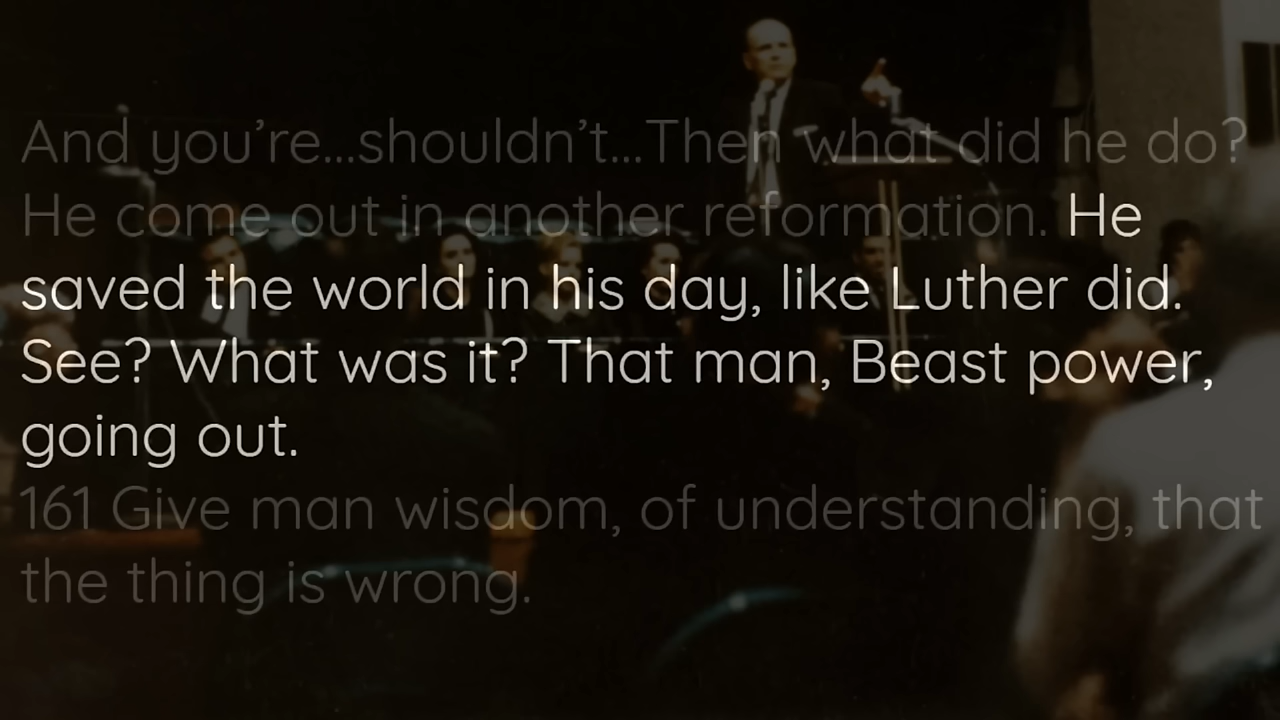 And you’re...shouldn’t...Then what did he do?
He come out in another reformation. He
saved the world in his day, like Luther did.
See? What was it? That man, Beast power,
going out.
161 Give man wisdom, of understanding, that
the thing is wrong.